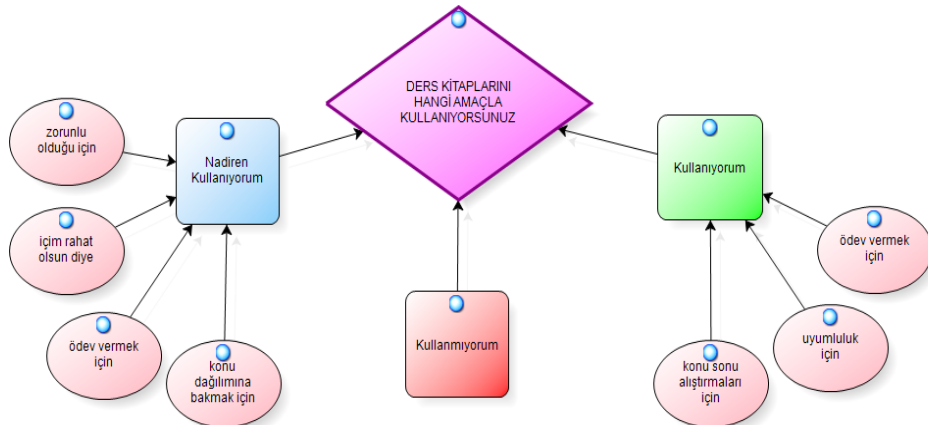 DERS KİTAPLARINI
HANGİ AMAÇLA
KULLANIYORSUNUZ
zorunlu
olduğu için
Nadiren
Kullanıyorum
içim rahat
olsun diye
ödev vermek
için
konu
dağılımına
bakmak için
Kullanmıyorum
Kullanıyorum
ödev vermek
için
uyumluluk
için
konu sonu
alıştırmaları
için